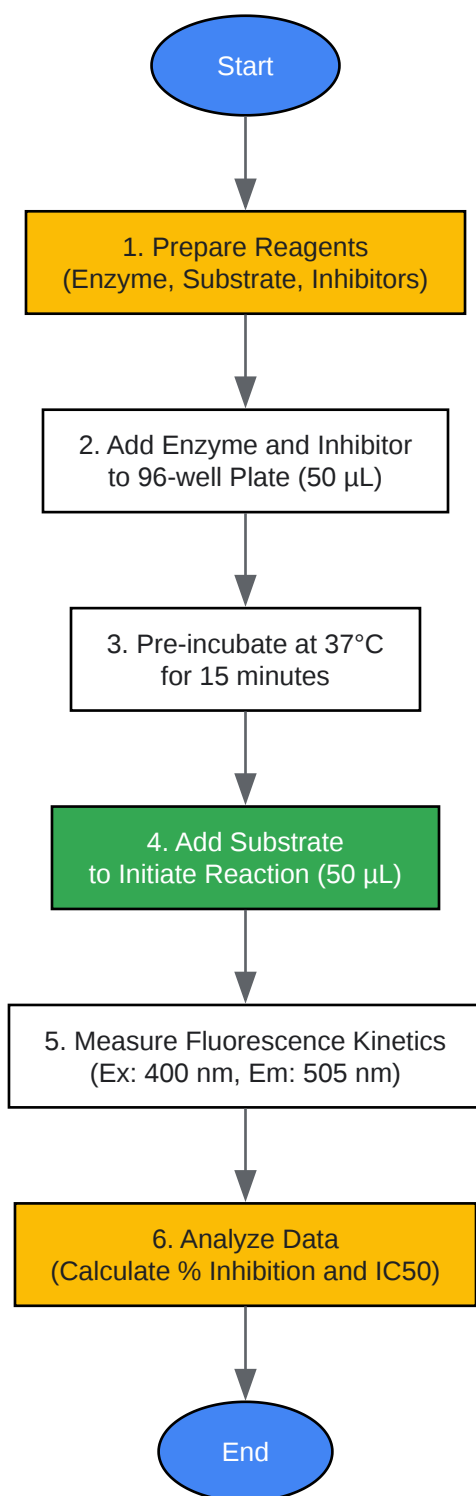 Start
1. Prepare Reagents
(Enzyme, Substrate, Inhibitors)
2. Add Enzyme and Inhibitor
to 96-well Plate (50 µL)
3. Pre-incubate at 37°C
for 15 minutes
4. Add Substrate
to Initiate Reaction (50 µL)
5. Measure Fluorescence Kinetics
(Ex: 400 nm, Em: 505 nm)
6. Analyze Data
(Calculate % Inhibition and IC50)
End